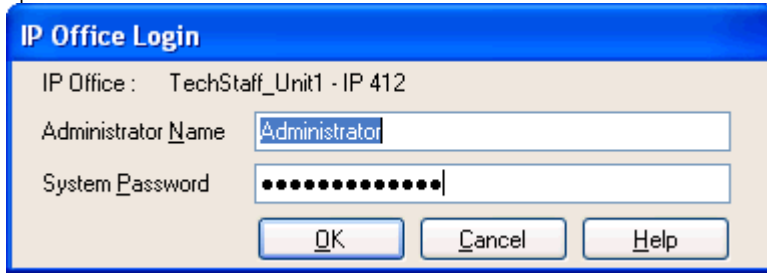 IP Office Login
IP Office : TechStaff_Unit1 - IP 412
Administrator Name Administrator
System Password •••••••••••••
OK Cancel Help